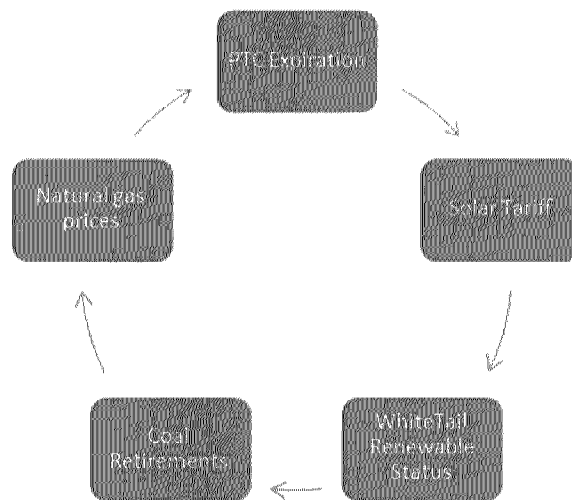 PTC Expiration
Solar Tariff
WhiteTail
Renewable
Status
Coal
Retirements
Natural gas
prices